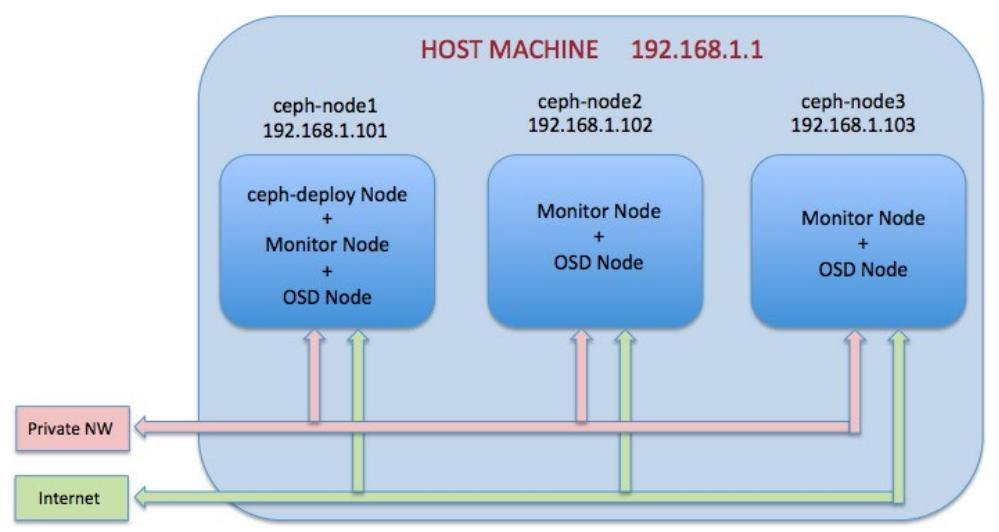 HOST MACHINE 192.168.1.1
ceph-node1
192.168.1.101
ceph-node2
192.168.1.102
ceph-node3
192.168.1.103
ceph-deploy Node
+
Monitor Node
+
OSD Node
Monitor Node
+
OSD Node
Monitor Node
+
OSD Node
Private NW
Internet